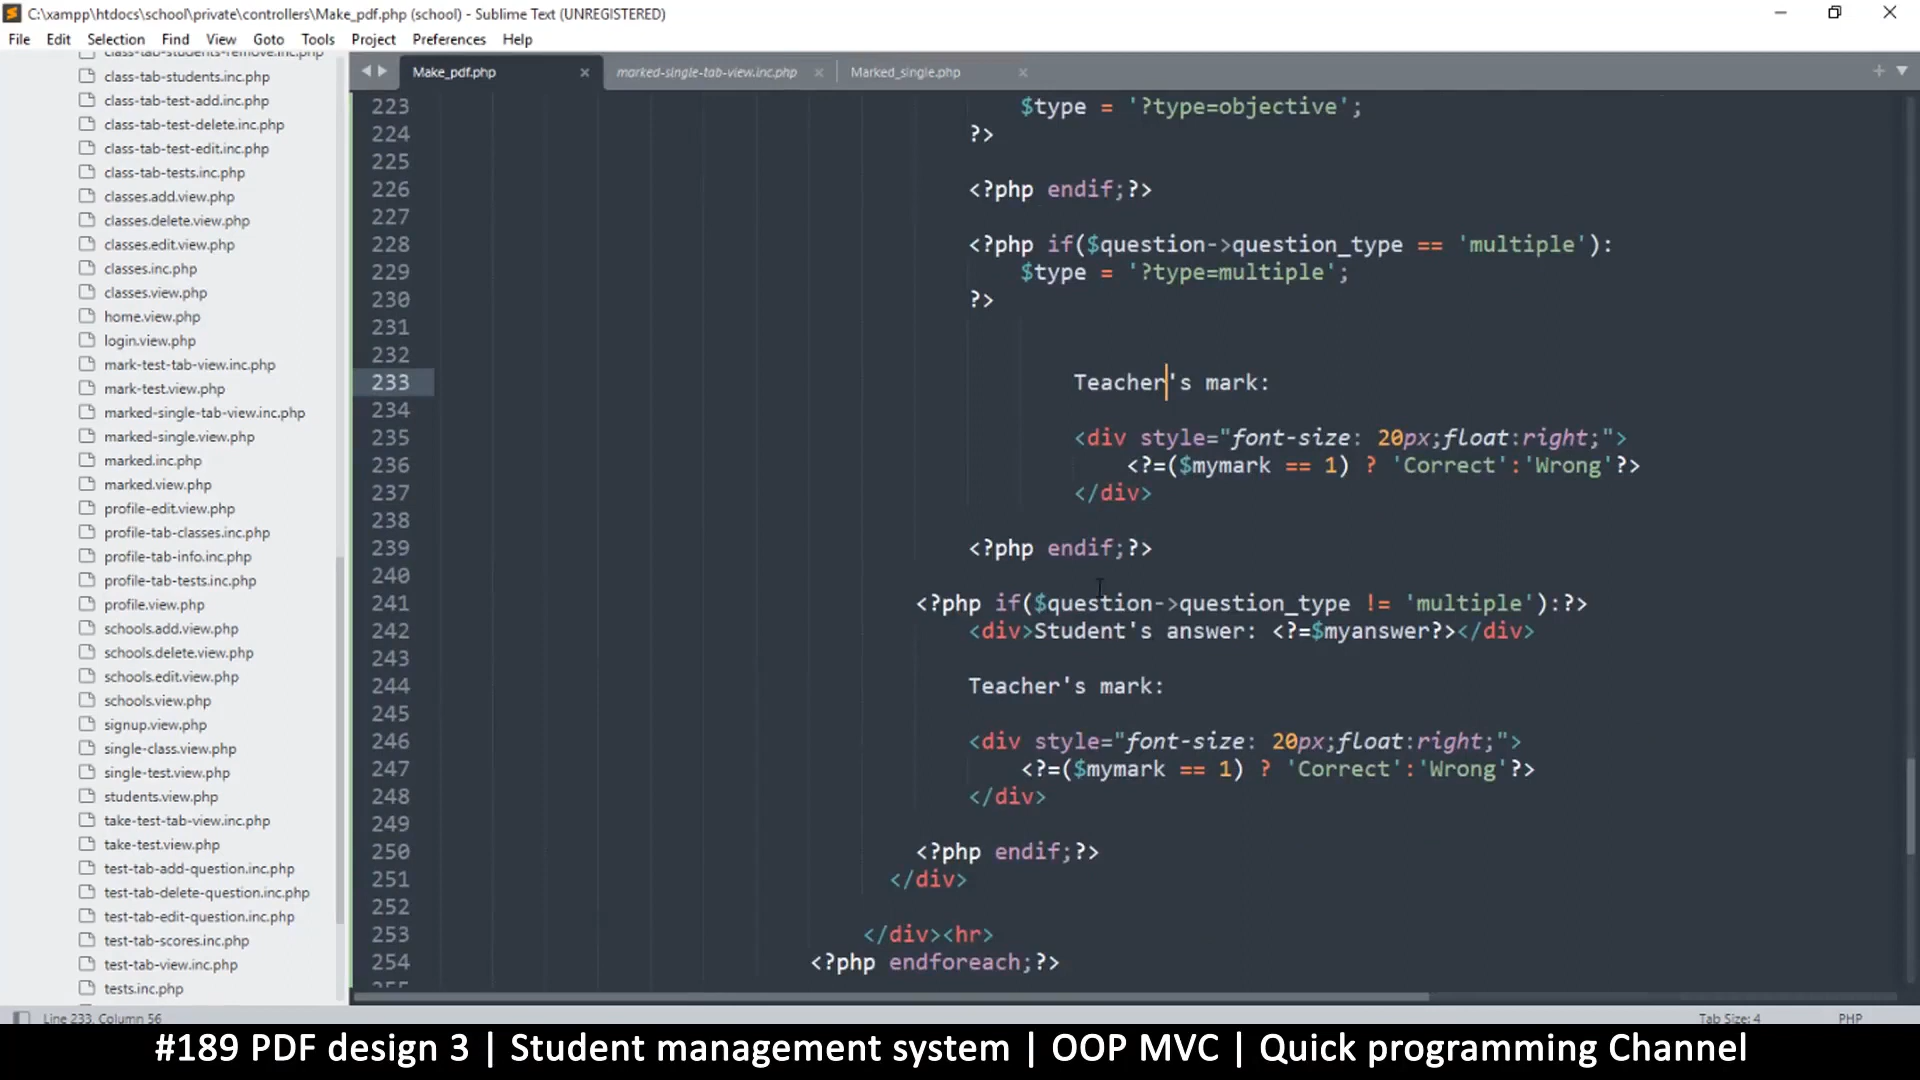 C:\xampp\htdocs\school\private\controllers\Make_pdf.php (school) - Sublime Text (UNREGISTERED)
File Edit Selection Find View Goto Tools Project Preferences Help
class-tab-students-remove.inc.php
class-tab-students.inc.php
class-tab-test-add.inc.php
class-tab-test-delete.inc.php
class-tab-test-edit.inc.php
class-tab-tests.inc.php
classes.add.view.php
classes.delete.view.php
classes.edit.view.php
classes.inc.php
classes.view.php
home.view.php
login.view.php
mark-test-tab-view.inc.php
mark-test.view.php
marked-single-tab-view.inc.php
marked-single.view.php
marked.inc.php
marked.view.php
profile-edit.view.php
profile-tab-classes.inc.php
profile-tab-info.inc.php
profile-tab-tests.inc.php
profile.view.php
schools.add.view.php
schools.delete.view.php
schools.edit.view.php
schools.view.php
signup.view.php
single-class.view.php
single-test.view.php
students.view.php
take-test-tab-view.inc.php
take-test.view.php
test-tab-add-question.inc.php
test-tab-delete-question.inc.php
test-tab-edit-question.inc.php
test-tab-scores.inc.php
test-tab-view.inc.php
tests.inc.php
Make_pdf.php marked-single-tab-view.inc.php Marked_single.php
223 $type = '?type=objective';
224 ?>
225
226 <?php endif;?>
227
228 <?php if($question->question_type == 'multiple'):
229 $type = '?type=multiple';
230 ?>
231
232
233 Teacher's mark:
234
235 <div style="font-size: 20px;float:right;">
236 <?=($mymark == 1) ? 'Correct':'Wrong'?>
237 </div>
238
239 <?php endif;?>
240
241 <?php if($question->question_type != 'multiple'):?>
242 <div>Student's answer: <?=$myanswer?></div>
243
244 Teacher's mark:
245
246 <div style="font-size: 20px;float:right;">
247 <?=($mymark == 1) ? 'Correct':'Wrong'?>
248 </div>
249
250 <?php endif;?>
251 </div>
252
253 </div><hr>
254 <?php endforeach;?>
255
Line 233, Column 56 Tab Size: 4 PHP
#189 PDF design 3 | Student management system | OOP MVC | Quick programming Channel